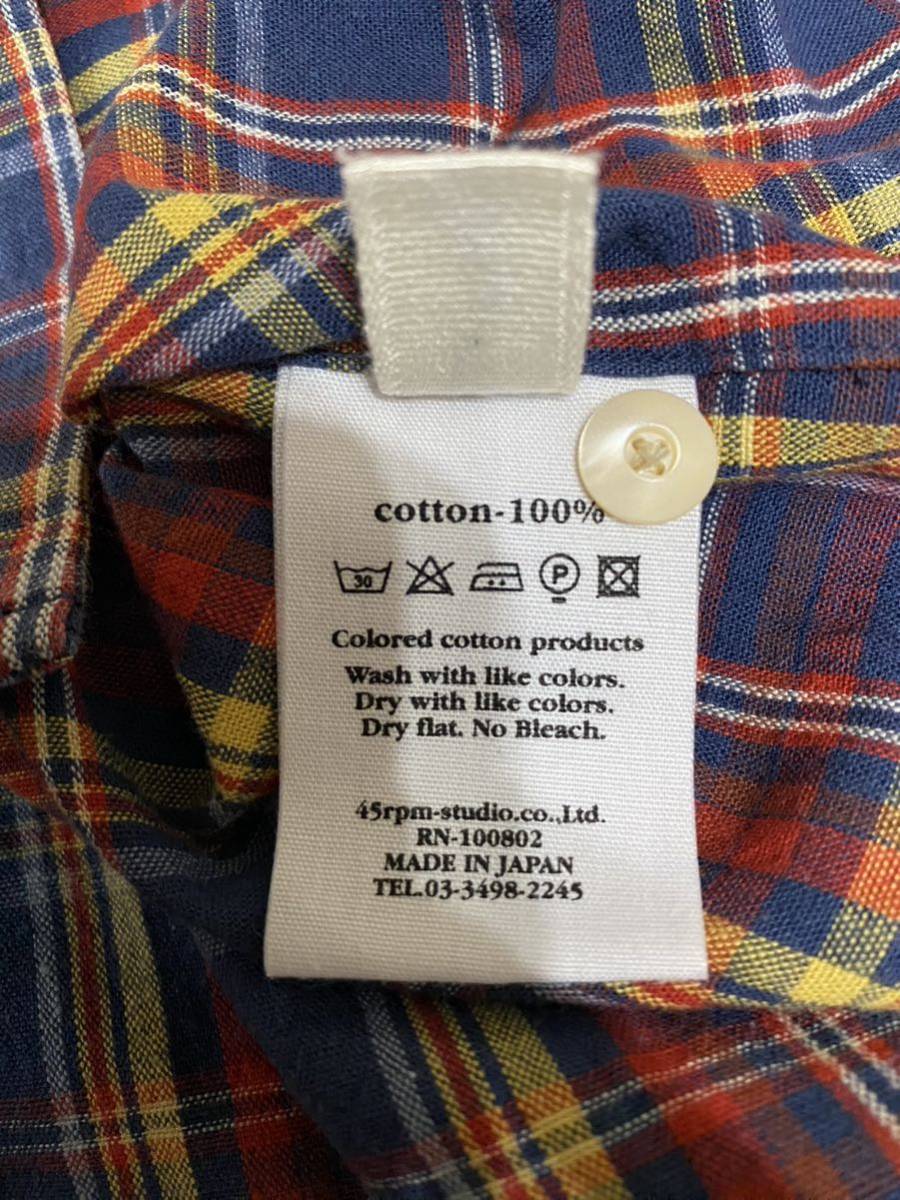 cotton-100%
30
P
Colored cotton products
Wash with like colors.
Dry with like colors.
Dry flat. No Bleach.
45rpm-studio.co.,Ltd.
RN-100802
MADE IN JAPAN
TEL.03-3498-2245